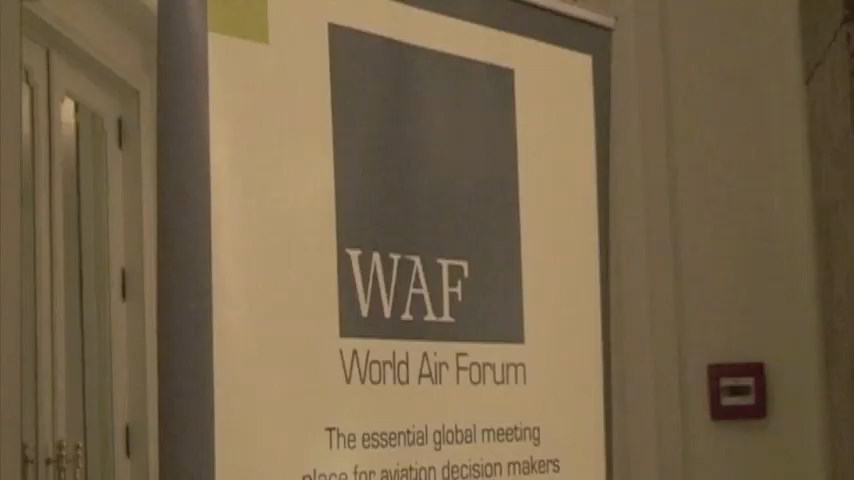 WAF
World Air Forum
The essential global meeting
place for aviation decision makers